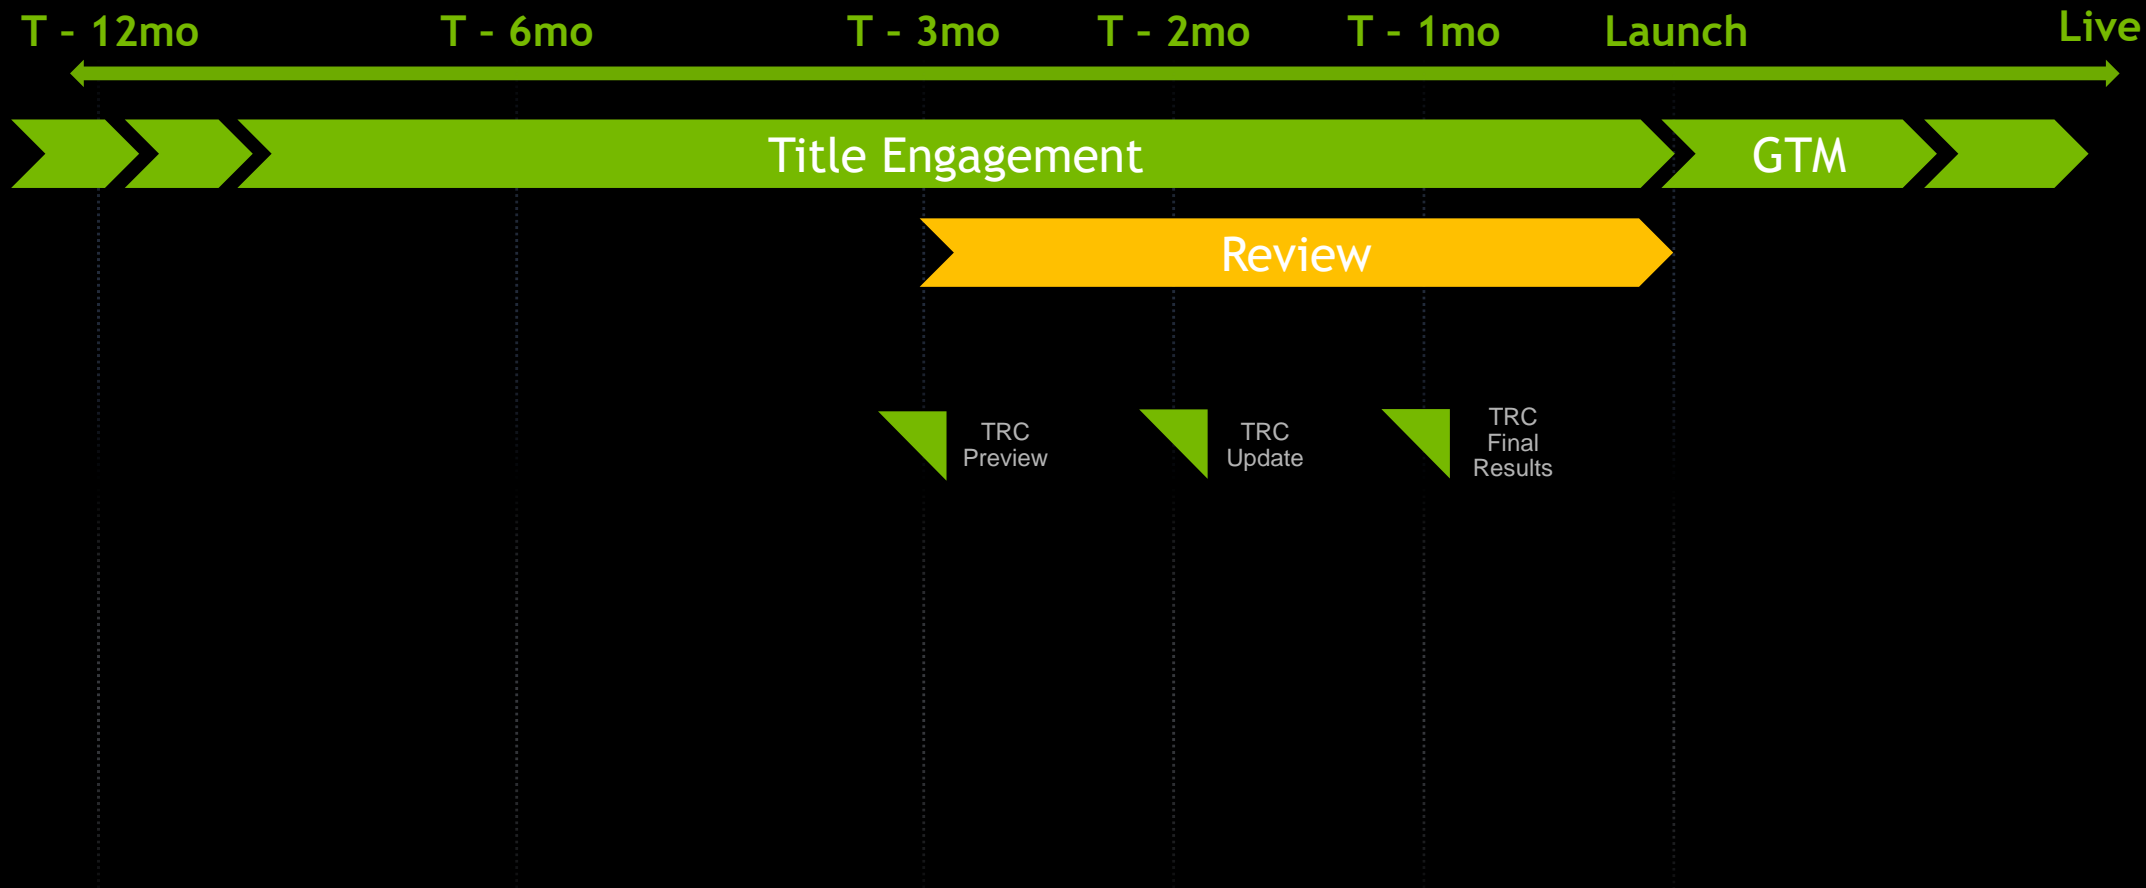 T – 12mo
T – 6mo
T – 3mo
T – 2mo
T – 1mo
Launch
Live
Title Engagement
GTM
Review
TRC
Preview
TRC
Update
TRC
Final
Results